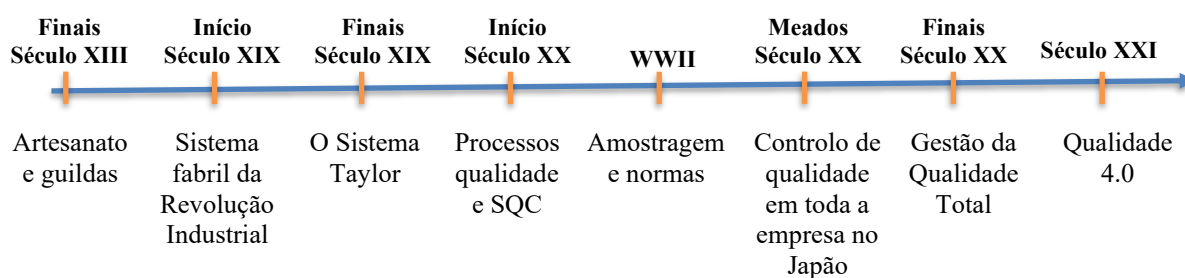 Finais
Século XIII
Início
Século XIX
Finais
Século XIX
Início
Século XX
WWII
Meados
Século XX
Finais
Século XX
Século XXI
Artesanato
e guildas
Sistema
fabril da
Revolução
Industrial
O Sistema
Taylor
Processos
qualidade
e SQC
Amostragem
e normas
Controlo de
qualidade
em toda a
empresa no
Japão
Gestão da
Qualidade
Total
Qualidade
4.0